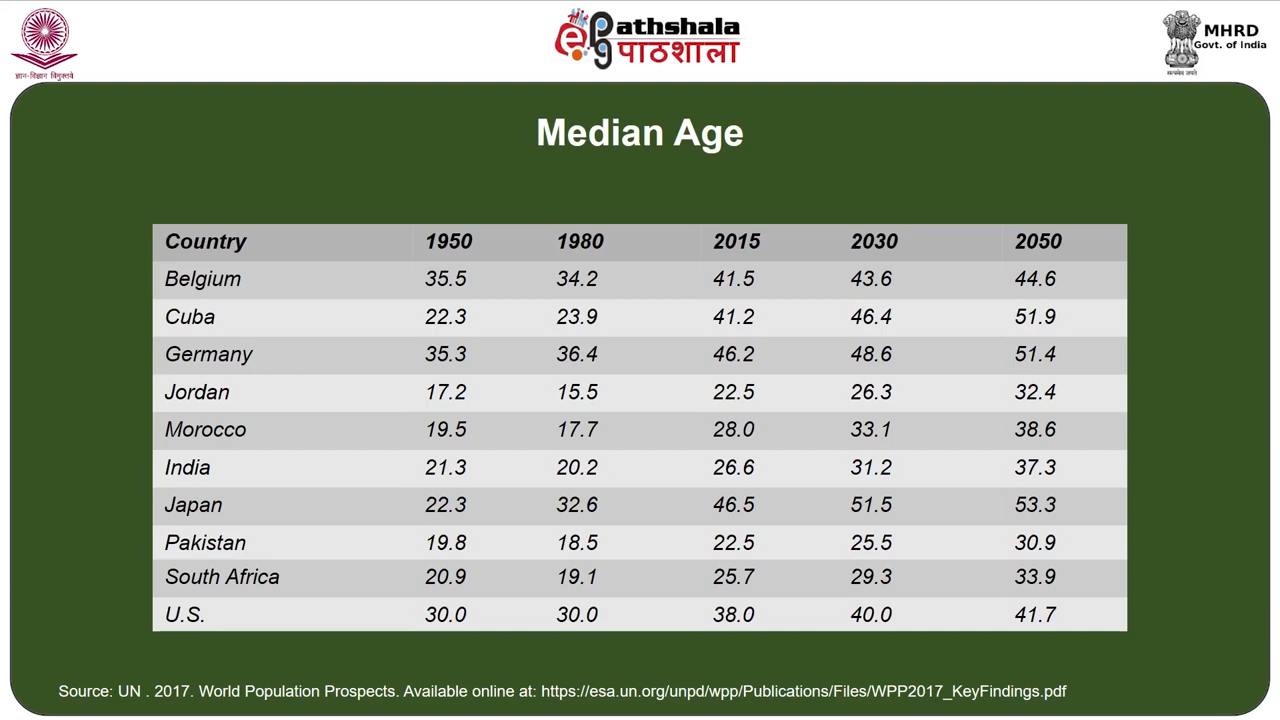 ज्ञान-विज्ञान विमुक्तये
ePG Pathshala
पाठशाला
MHRD
Govt. of India
सत्यमेव जयते
Median Age
Country 1950 1980 2015 2030 2050
Belgium 35.5 34.2 41.5 43.6 44.6
Cuba 22.3 23.9 41.2 46.4 51.9
Germany 35.3 36.4 46.2 48.6 51.4
Jordan 17.2 15.5 22.5 26.3 32.4
Morocco 19.5 17.7 28.0 33.1 38.6
India 21.3 20.2 26.6 31.2 37.3
Japan 22.3 32.6 46.5 51.5 53.3
Pakistan 19.8 18.5 22.5 25.5 30.9
South Africa 20.9 19.1 25.7 29.3 33.9
U.S. 30.0 30.0 38.0 40.0 41.7
Source: UN . 2017. World Population Prospects. Available online at: https://esa.un.org/unpd/wpp/Publications/Files/WPP2017_KeyFindings.pdf